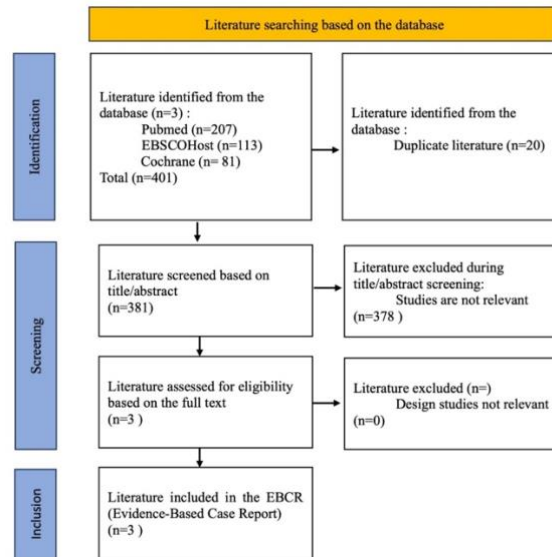 Literature searching based on the database
Identification
Literature identified from the
database (n=3) :
Pubmed (n=207)
EBSCOHost (n=113)
Cochrane (n= 81)
Total (n=401)
Literature identified from the
database :
Duplicate literature (n=20)
Screening
Literature screened based on
title/abstract
(n=381)
Literature excluded during
title/abstract screening:
Studies are not relevant
(n=378 )
Literature assessed for eligibility
based on the full text
(n=3 )
Literature excluded (n=)
Design studies not relevant
(n=0)
Inclusion
Literature included in the EBCR
(Evidence-Based Case Report)
(n=3 )